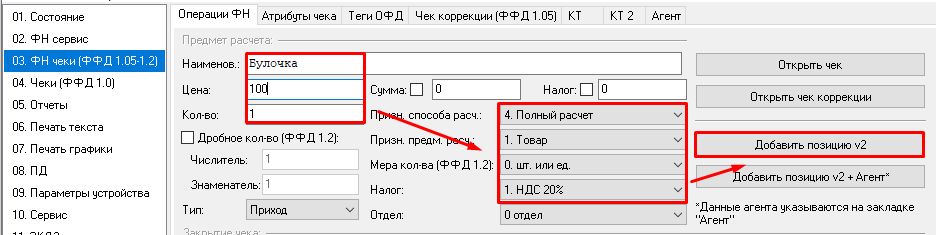 01. Состояние
02. ФН сервис
03. ФН чеки (ФФД 1.05-1.2)
04. Чеки (ФФД 1.0)
05. Отчеты
06. Печать текста
07. Печать графики
08. ПД
09. Параметры устройства
10. Сервис
Операции ФН
Атрибуты чека
Теги ОФД
Чек коррекции (ФФД 1.05)
КТ
КТ 2
Агент
Предмет расчета:
Наименов.: Булочка
Цена: 100
Сумма: 0
Налог: 0
Кол-во: 1
Призн. способа расч.: 4. Полный расчет
Дробное кол-во (ФФД 1.2):
Призн. предм. расч.: 1. Товар
Числитель: 1
Мера кол-ва (ФФД 1.2): 0. шт. или ед.
Знаменатель: 1
Налог: 1. НДС 20%
Тип: Приход
Отдел: 0 отдел
Закрытие чека:
Открыть чек
Открыть чек коррекции
Добавить позицию v2
Добавить позицию v2 + Агент*
*Данные агента указываются на закладке
"Агент"